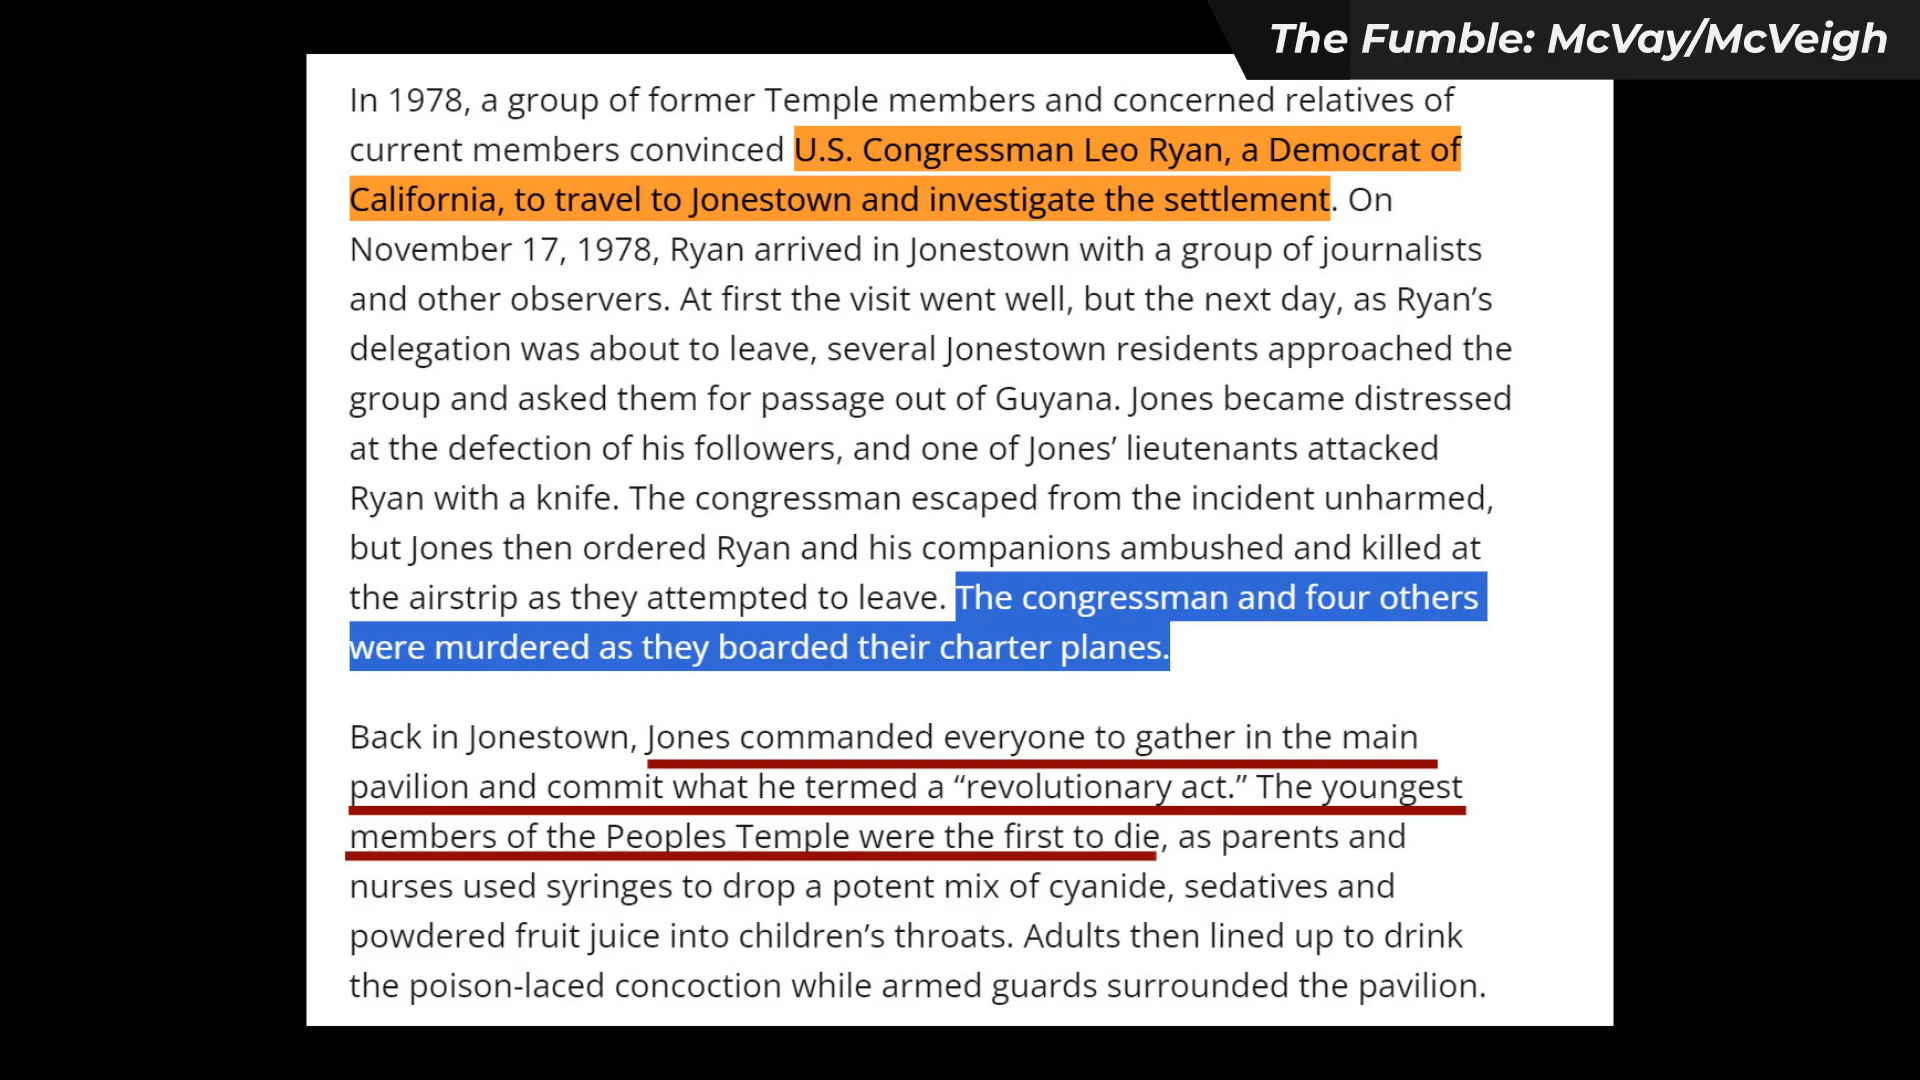 The Fumble: McVay/McVeigh
In 1978, a group of former Temple members and concerned relatives of
current members convinced U.S. Congressman Leo Ryan, a Democrat of
California, to travel to Jonestown and investigate the settlement. On
November 17, 1978, Ryan arrived in Jonestown with a group of journalists
and other observers. At first the visit went well, but the next day, as Ryan’s
delegation was about to leave, several Jonestown residents approached the
group and asked them for passage out of Guyana. Jones became distressed
at the defection of his followers, and one of Jones’ lieutenants attacked
Ryan with a knife. The congressman escaped from the incident unharmed,
but Jones then ordered Ryan and his companions ambushed and killed at
the airstrip as they attempted to leave. The congressman and four others
were murdered as they boarded their charter planes.
Back in Jonestown, Jones commanded everyone to gather in the main
pavilion and commit what he termed a “revolutionary act.” The youngest
members of the Peoples Temple were the first to die, as parents and
nurses used syringes to drop a potent mix of cyanide, sedatives and
powdered fruit juice into children’s throats. Adults then lined up to drink
the poison-laced concoction while armed guards surrounded the pavilion.